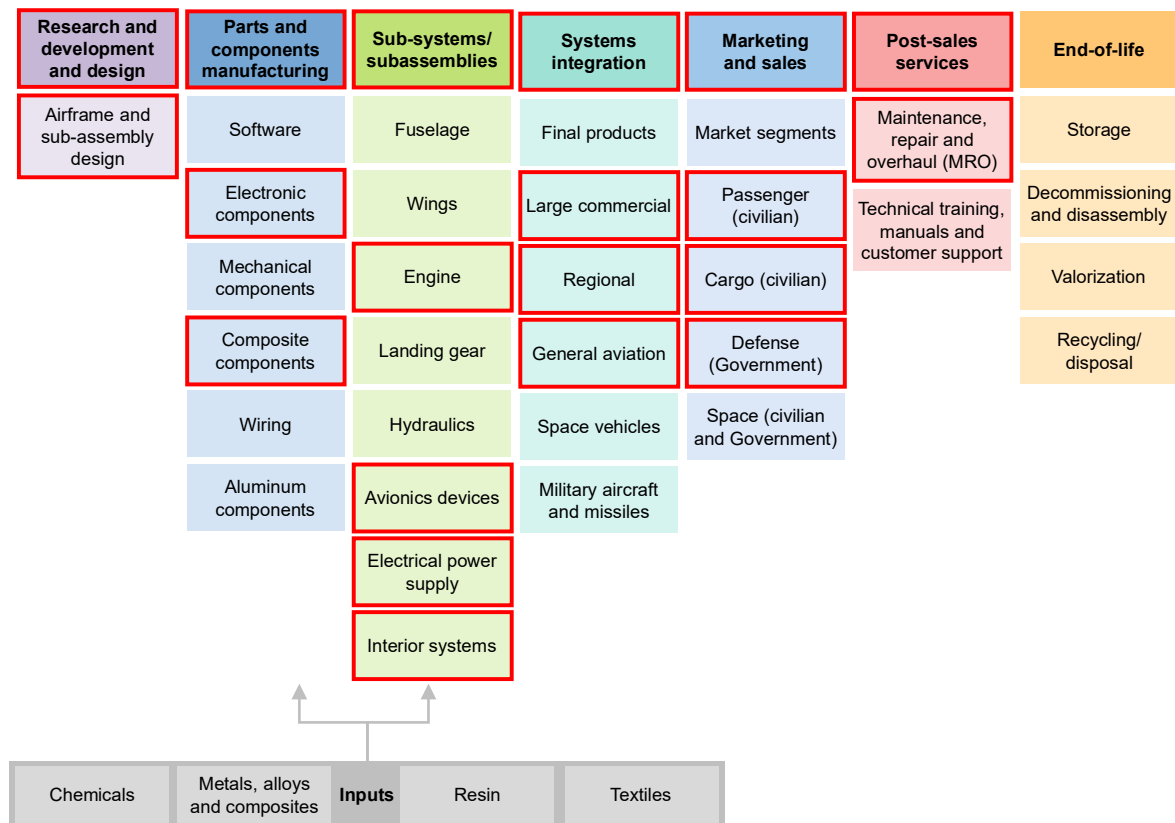 Research and
development
and design
Airframe and
sub-assembly
design
Parts and
components
manufacturing
Software
Electronic
components
Mechanical
components
Composite
components
Wiring
Aluminum
components
Sub-systems/
subassemblies
Fuselage
Wings
Engine
Landing gear
Hydraulics
Avionics devices
Electrical power
supply
Interior systems
Systems
integration
Final products
Large commercial
Regional
General aviation
Space vehicles
Military aircraft
and missiles
Marketing
and sales
Market segments
Passenger
(civilian)
Cargo (civilian)
Defense
(Government)
Space (civilian
and Government)
Post-sales
services
Maintenance,
repair and
overhaul (MRO)
Technical training,
manuals and
customer support
End-of-life
Storage
Decommissioning
and disassembly
Valorization
Recycling/
disposal
Chemicals
Metals, alloys
and composites
Inputs
Resin
Textiles